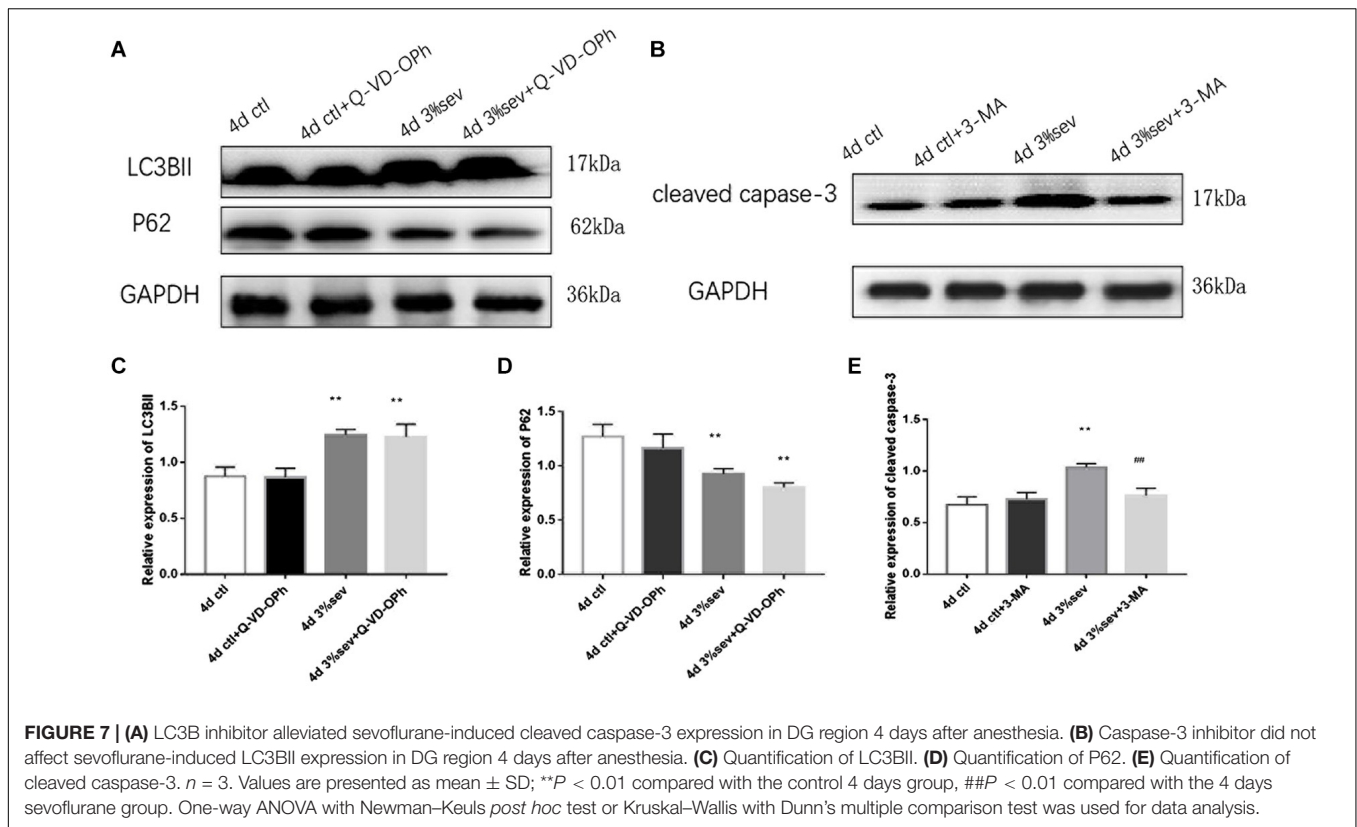 A
4d ctl
4d ctl+Q-VD-OPh
4d 3%sev
4d 3%sev+Q-VD-OPh
LC3BII
17kDa
P62
62kDa
GAPDH
36kDa
B
4d ctl
4d ctl+3-MA
4d 3%sev
4d 3%sev+3-MA
cleaved capase-3
17kDa
GAPDH
36kDa
C
Relative expression of LC3BII
1.5
1.0
0.5
0.0
**
**
4d ctl
4d ctl+Q-VD-OPh
4d 3%sev
4d 3%sev+Q-VD-OPh
D
Relative expression of P62
1.5
1.0
0.5
0.0
**
**
4d ctl
4d ctl+Q-VD-OPh
4d 3%sev
4d 3%sev+Q-VD-OPh
E
Relative expression of cleaved caspase-3
1.5
1.0
0.5
0.0
**
##
4d ctl
4d ctl+3-MA
4d 3%sev
4d 3%sev+3-MA
FIGURE 7 | (A) LC3B inhibitor alleviated sevoflurane-induced cleaved caspase-3 expression in DG region 4 days after anesthesia. (B) Caspase-3 inhibitor did not
affect sevoflurane-induced LC3BII expression in DG region 4 days after anesthesia. (C) Quantification of LC3BII. (D) Quantification of P62. (E) Quantification of
cleaved caspase-3. n = 3. Values are presented as mean ± SD; **P < 0.01 compared with the control 4 days group, ##P < 0.01 compared with the 4 days
sevoflurane group. One-way ANOVA with Newman–Keuls post hoc test or Kruskal–Wallis with Dunn's multiple comparison test was used for data analysis.